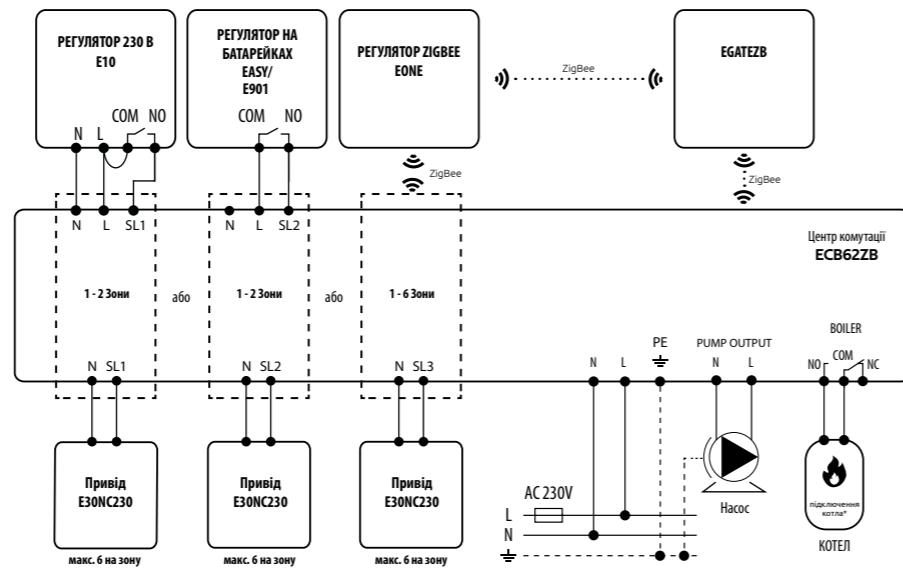 РЕГУЛЯТОР 230 В
E10
N L COM NO
РЕГУЛЯТОР НА
БАТАРЕЙКАХ
EASY/
E901
COM NO
РЕГУЛЯТОР ZIGBEE
EONE
ZigBee
EGATEZB
ZigBee
ZigBee
N L SL1
N L SL2
Центр комутації
ECB62ZB
1 - 2 Зони
або
1 - 2 Зони
або
1 - 6 Зони
N SL1
N SL2
N SL3
N L
PE
PUMP OUTPUT
N L
BOILER
NO COM NC
Привід
E30NC230
макс. 6 на зону
Привід
E30NC230
макс. 6 на зону
Привід
E30NC230
макс. 6 на зону
AC 230V
L
N
Насос
підключення
котла*
КОТЕЛ